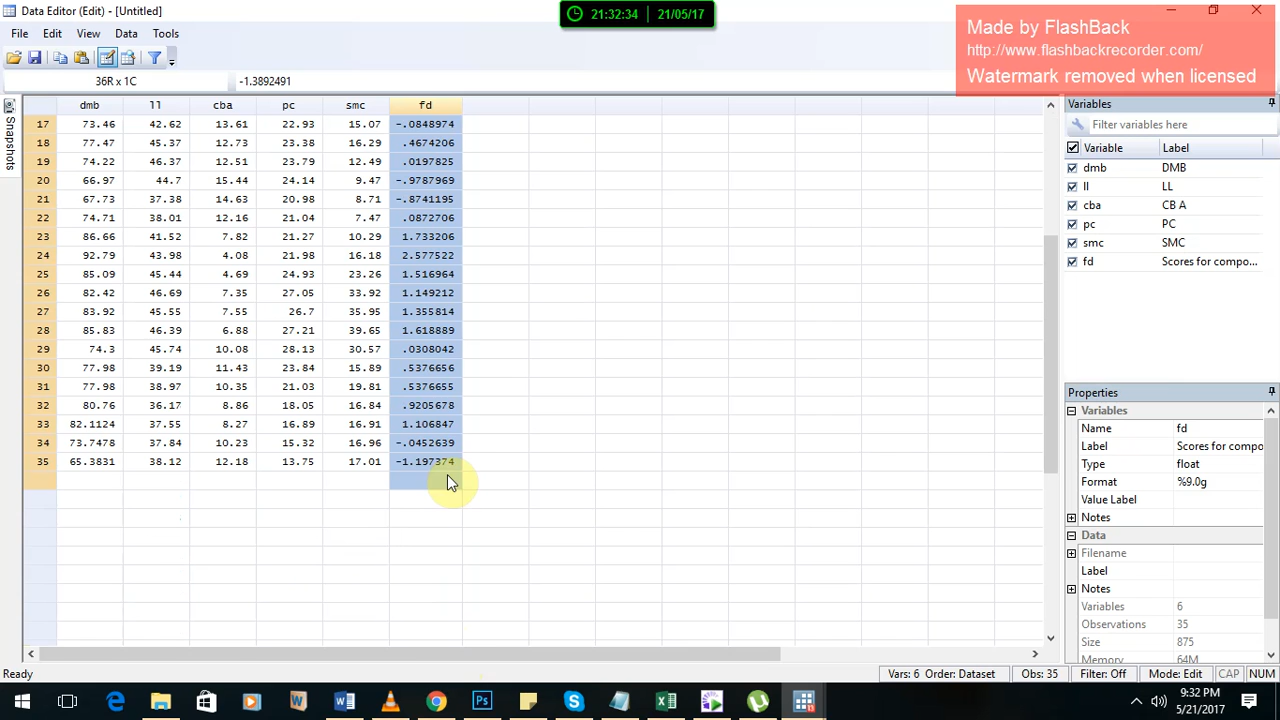 Data Editor (Edit) - [Untitled]
21:32:34 21/05/17
Made by FlashBack
http://www.flashbackrecorder.com/
Watermark removed when licensed
File Edit View Data Tools
36R x 1C -1.3892491
Snapshots
dmb ll cba pc smc fd
17 73.46 42.62 13.61 22.93 15.07 -.0848974
18 77.47 45.37 12.73 23.38 16.29 .4674206
19 74.22 46.37 12.51 23.79 12.49 .0197825
20 66.97 44.7 15.44 24.14 9.47 -.9787969
21 67.73 37.38 14.63 20.98 8.71 -.8741195
22 74.71 38.01 12.16 21.04 7.47 .0872706
23 86.66 41.52 7.82 21.27 10.29 1.733206
24 92.79 43.98 4.08 21.98 16.18 2.577522
25 85.09 45.44 4.69 24.93 23.26 1.516964
26 82.42 46.69 7.35 27.05 33.92 1.149212
27 83.92 45.55 7.55 26.7 35.95 1.355814
28 85.83 46.39 6.88 27.21 39.65 1.618889
29 74.3 45.74 10.08 28.13 30.57 .0308042
30 77.98 39.19 11.43 23.84 15.89 .5376656
31 77.98 38.97 10.35 21.03 19.81 .5376655
32 80.76 36.17 8.86 18.05 16.84 .9205678
33 82.1124 37.55 8.27 16.89 16.91 1.106847
34 73.7478 37.84 10.23 15.32 16.96 -.0452639
35 65.3831 38.12 12.18 13.75 17.01 -1.197374
Variables
Filter variables here
Variable Label
dmb DMB
ll LL
cba CB A
pc PC
smc SMC
fd Scores for compo...
Properties
Variables
Name fd
Label Scores for compo
Type float
Format %9.0g
Value Label
Notes
Data
Filename
Label
Notes
Variables 6
Observations 35
Size 875
Memory 64M
Ready Vars: 6 Order: Dataset Obs: 35 Filter: Off Mode: Edit CAP NUM
9:32 PM
5/21/2017